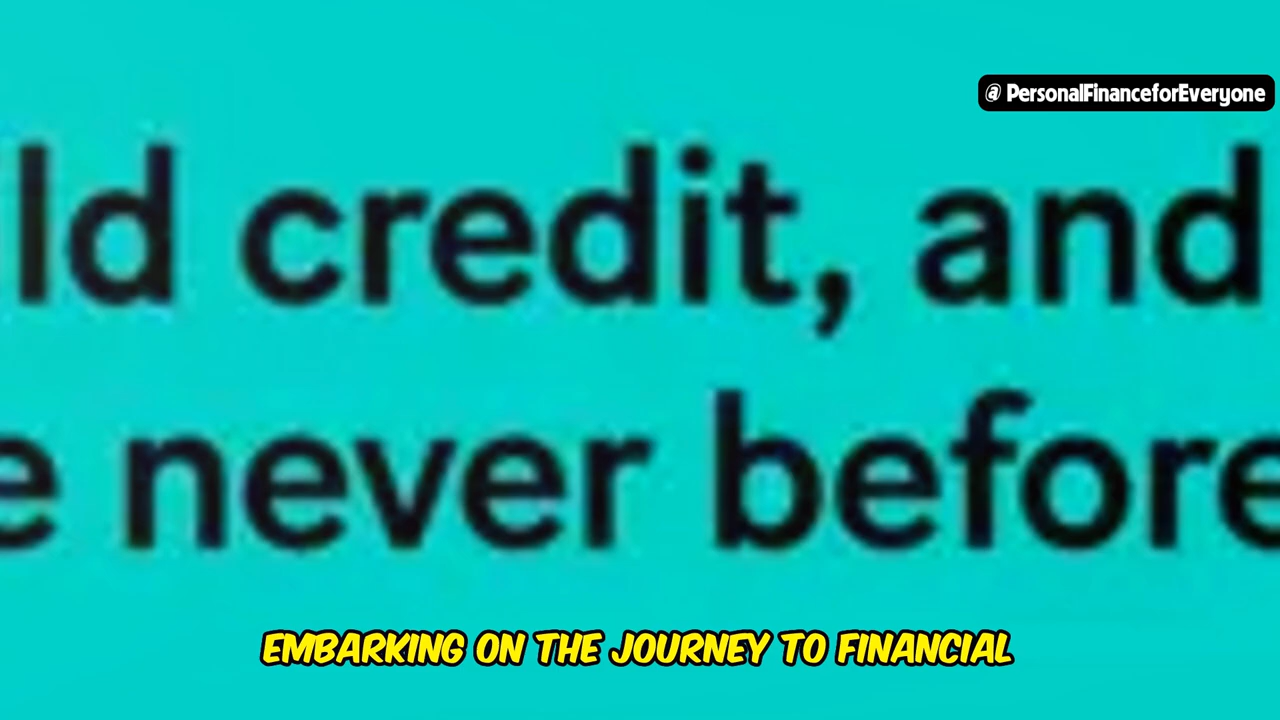 @ PersonalFinanceforEveryone
ld credit, and
e never before
EMBARKING ON THE JOURNEY TO FINANCIAL